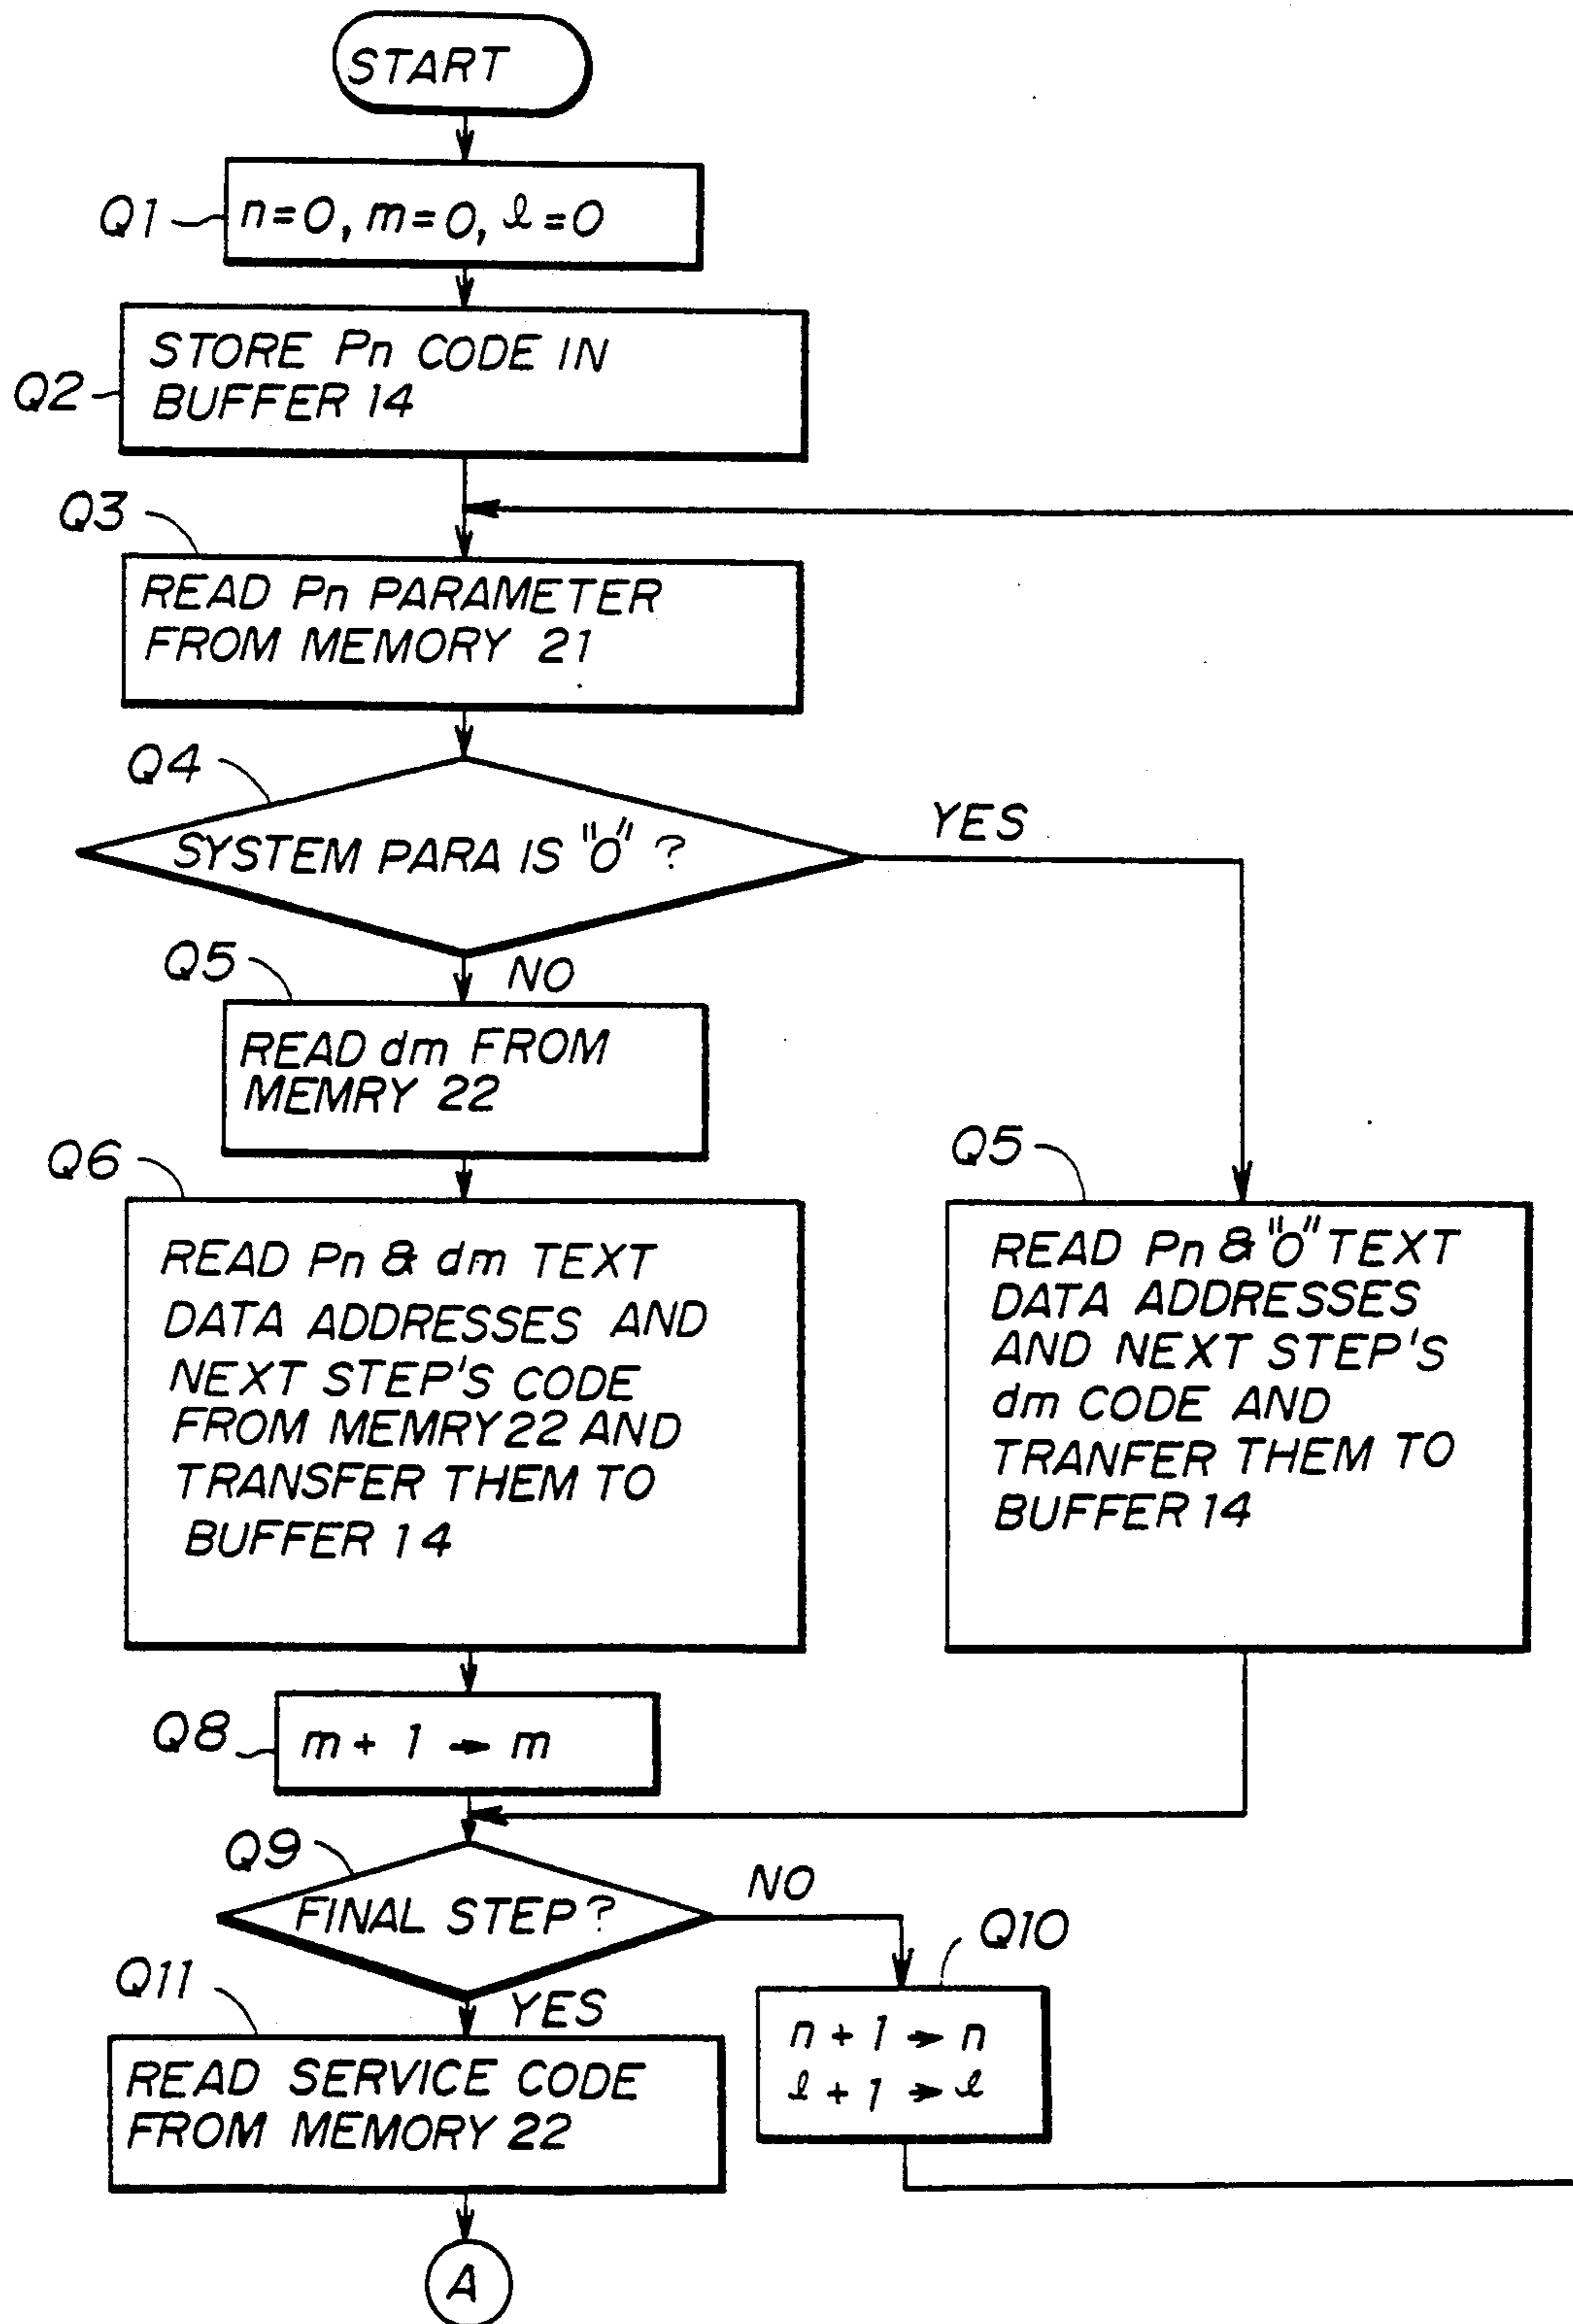 START
Q1
n=0, m=0, ℓ=0
Q2
STORE Pn CODE IN
BUFFER 14
Q3
READ Pn PARAMETER
FROM MEMORY 21
Q4
SYSTEM PARA IS "0" ?
YES
NO
Q5
READ dm FROM
MEMRY 22
Q6
READ Pn & dm TEXT
DATA ADDRESSES AND
NEXT STEP'S CODE
FROM MEMRY 22 AND
TRANSFER THEM TO
BUFFER 14
Q5
READ Pn & "0" TEXT
DATA ADDRESSES
AND NEXT STEP'S
dm CODE AND
TRANFER THEM TO
BUFFER 14
Q8
m + 1 → m
Q9
FINAL STEP?
NO
YES
Q10
n + 1 → n
ℓ + 1 → ℓ
Q11
READ SERVICE CODE
FROM MEMORY 22
A